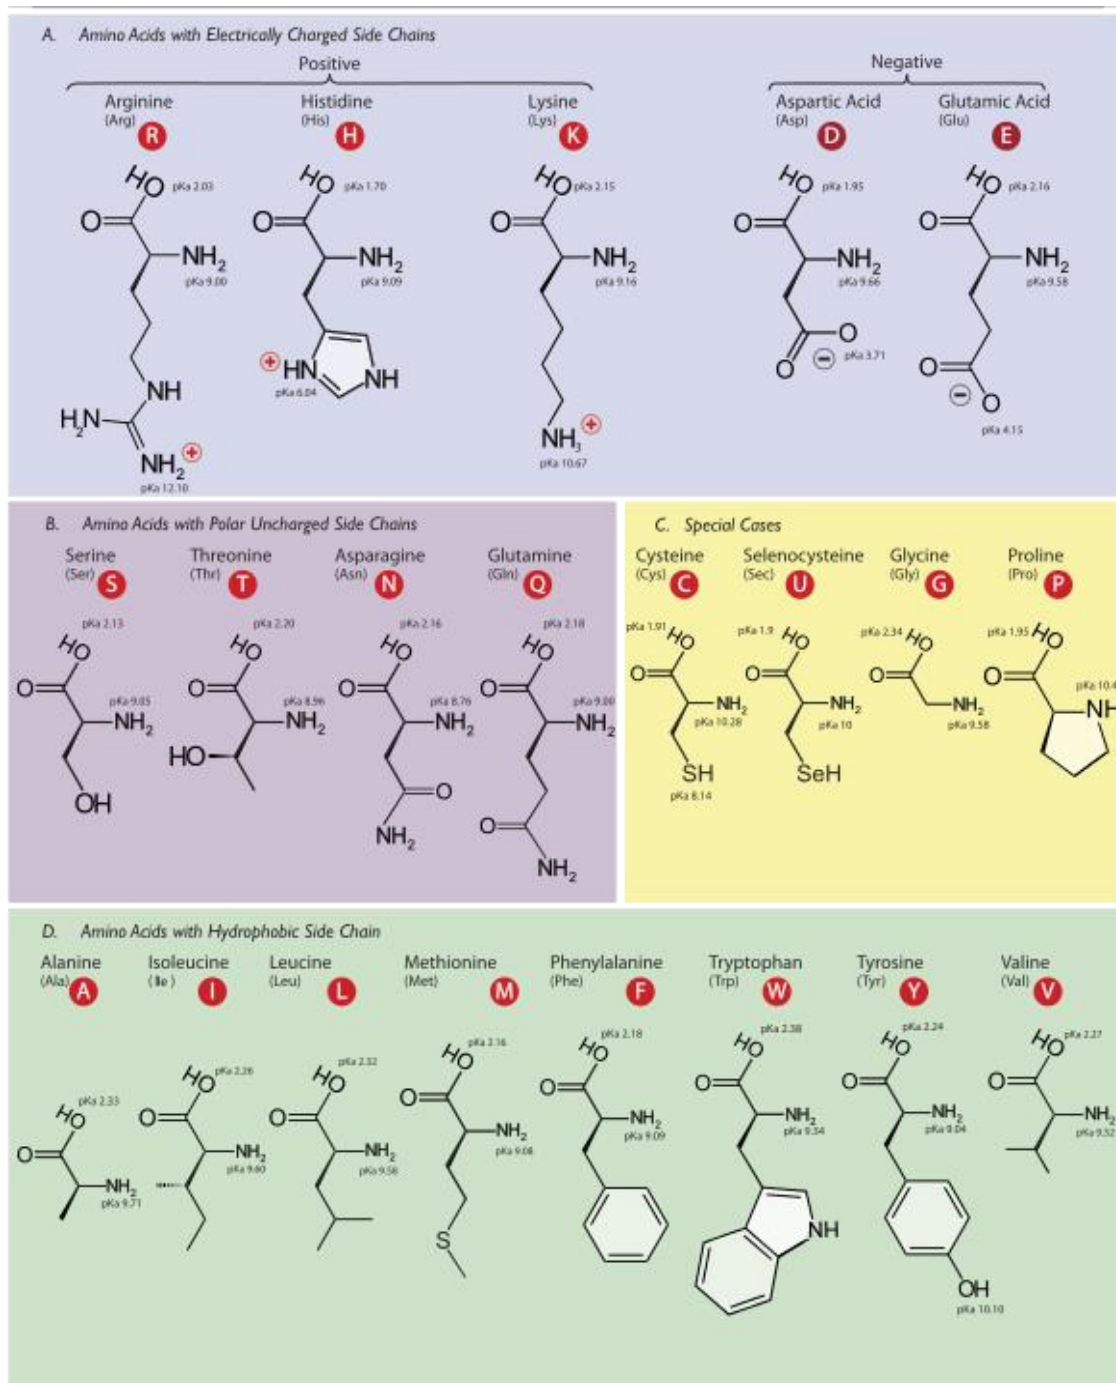 A. Amino Acids with Electrically Charged Side Chains
Positive
Negative
Arginine
(Arg)
R
Histidine
(His)
H
Lysine
(Lys)
K
Aspartic Acid
(Asp)
D
Glutamic Acid
(Glu)
E
HO pKa 2.03
O
NH2
pKa 9.00
NH
H2N
NH2
pKa 12.10
HO pKa 1.70
O
NH2
pKa 9.09
HN
NH
pKa 6.04
HO pKa 2.15
O
NH2
pKa 9.16
NH3
pKa 10.67
HO pKa 1.95
O
NH2
pKa 9.66
O
O
pKa 3.71
HO pKa 2.16
O
NH2
pKa 9.58
O
O
pKa 4.15
B. Amino Acids with Polar Uncharged Side Chains
Serine
(Ser)
S
Threonine
(Thr)
T
Asparagine
(Asn)
N
Glutamine
(Gln)
Q
pKa 2.13
HO
O
pKa 9.05
NH2
OH
pKa 2.20
HO
O
pKa 8.96
NH2
HO
pKa 2.16
HO
O
pKa 8.76
NH2
O
NH2
pKa 2.18
HO
O
pKa 9.00
NH2
O
NH2
C. Special Cases
Cysteine
(Cys)
C
Selenocysteine
(Sec)
U
Glycine
(Gly)
G
Proline
(Pro)
P
pKa 1.91 HO
O
NH2
pKa 10.28
SH
pKa 8.14
pKa 1.9 HO
O
NH2
pKa 10
SeH
pKa 2.34
HO
O
NH2
pKa 9.58
pKa 1.95 HO
O
pKa 10.4
NH
D. Amino Acids with Hydrophobic Side Chain
Alanine
(Ala)
A
Isoleucine
(Ile)
I
Leucine
(Leu)
L
Methionine
(Met)
M
Phenylalanine
(Phe)
F
Tryptophan
(Trp)
W
Tyrosine
(Tyr)
Y
Valine
(Val)
V
pKa 2.33
HO
O
NH2
pKa 9.71
pKa 2.26
HO
O
NH2
pKa 9.60
pKa 2.32
HO
O
NH2
pKa 9.58
pKa 2.16
HO
O
NH2
pKa 9.08
S
pKa 2.18
HO
O
NH2
pKa 9.09
pKa 2.38
HO
O
NH2
pKa 9.34
NH
pKa 2.24
HO
O
NH2
pKa 9.04
OH
pKa 10.10
pKa 2.27
HO
O
NH2
pKa 9.52